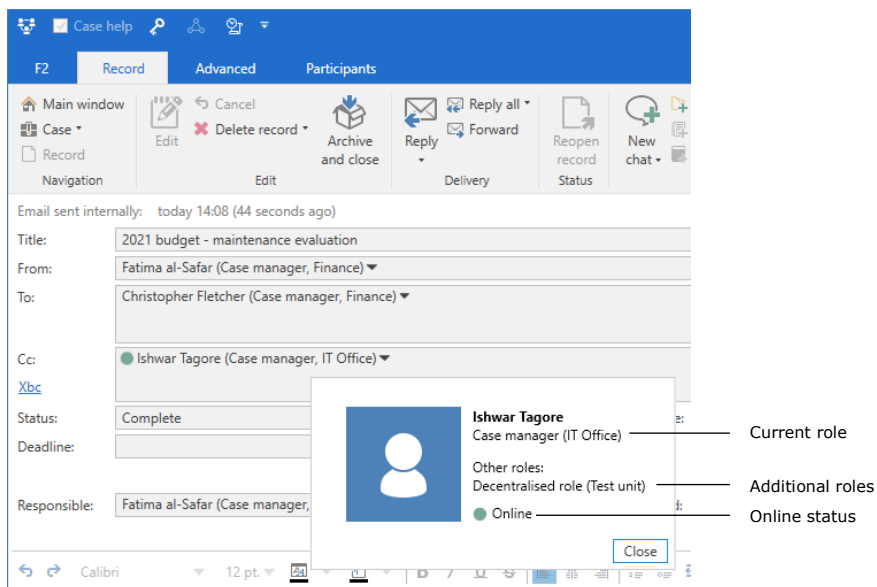 Case help
F2 Record Advanced Participants
Main window
Case
Record
Navigation
Edit
Cancel
Delete record
Archive
and close
Edit
Reply
Reply all
Forward
Delivery
Reopen
record
Status
New
chat
Email sent internally: today 14:08 (44 seconds ago)
Title: 2021 budget - maintenance evaluation
From: Fatima al-Safar (Case manager, Finance)
To: Christopher Fletcher (Case manager, Finance)
Cc: Ishwar Tagore (Case manager, IT Office)
Xbc
Status: Complete
Deadline:
Responsible: Fatima al-Safar (Case manager,
Ishwar Tagore
Case manager (IT Office)
Other roles:
Decentralised role (Test unit)
Online
Close
Current role
Additional roles
Online status
Calibri 12 pt. B I U S